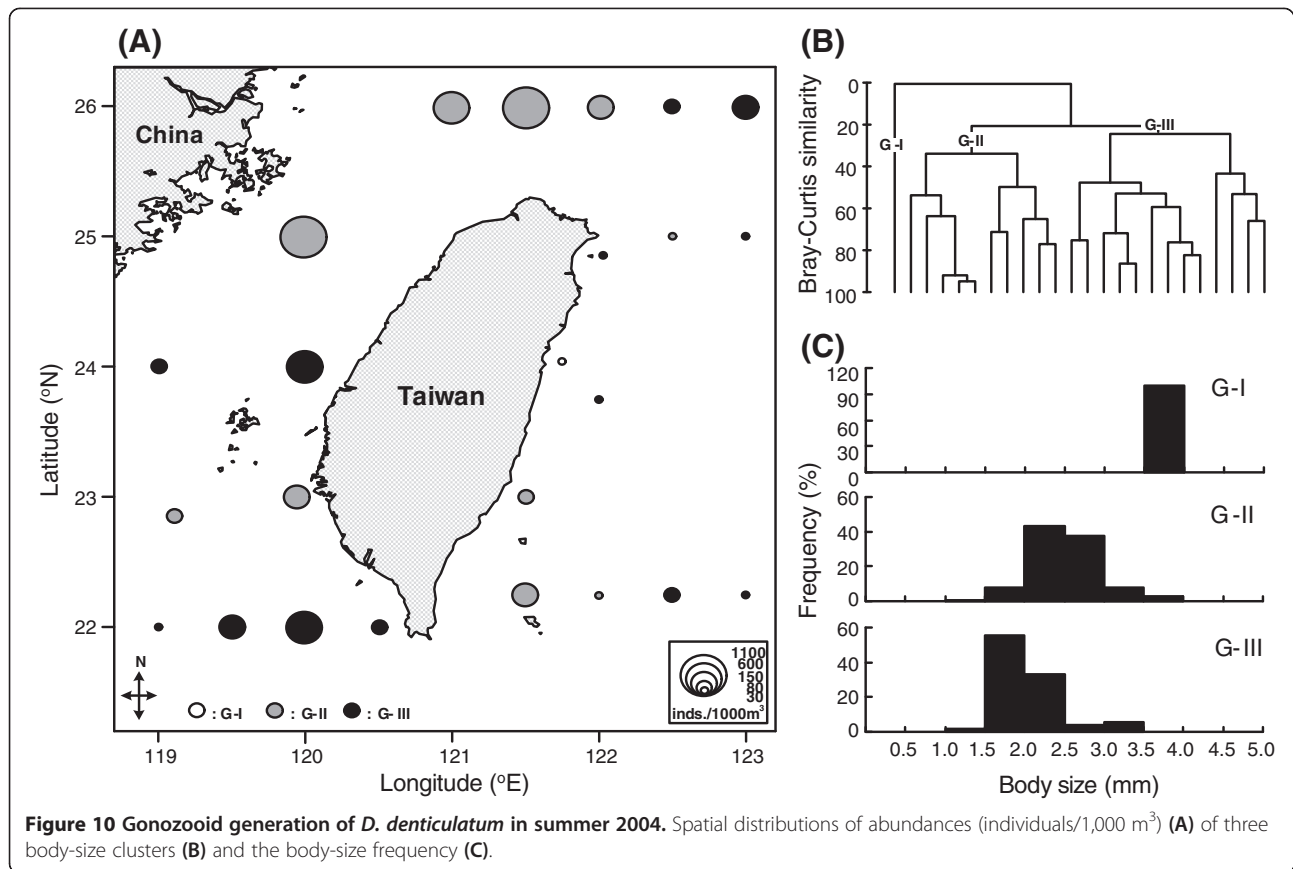 (A)
China
Taiwan
26
25
24
23
22
Latitude (°N)
119
120
121
122
123
Longitude (°E)
N
: G-I
: G-II
: G-III
1100
600
150
80
30
inds./1000m³
(B)
Bray-Curtis similarity
0
20
40
60
80
100
G-I
G-II
G-III
(C)
Frequency (%)
120
90
60
30
0
G-I
60
40
20
0
G-II
60
40
20
0
G-III
0.5 1.0 1.5 2.0 2.5 3.0 3.5 4.0 4.5 5.0
Body size (mm)
Figure 10 Gonozooid generation of D. denticulatum in summer 2004. Spatial distributions of abundances (individuals/1,000 m³) (A) of three
body-size clusters (B) and the body-size frequency (C).